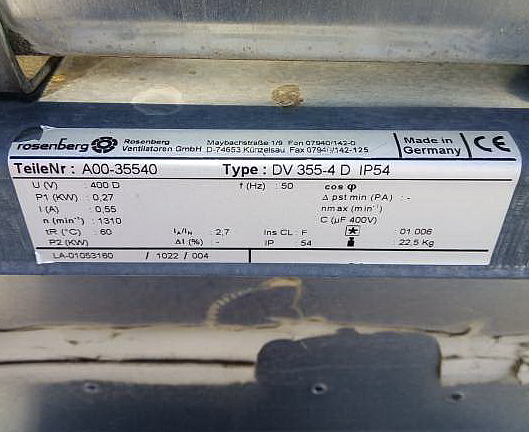 rosenberg Rosenberg Maybachstraße 1/9 Fon 07940/142-0
Ventilatoren GmbH D-74653 Künzelsau Fax 07940/142-125
Made in Germany CE
TeileNr : A00-35540 Type : DV 355-4 D IP54
U (V) : 400 D f (Hz) : 50 cos φ
P1 (KW) : 0,27 Δ pst min (PA) : -
I (A) : 0,55 nmax (min⁻¹)
n (min⁻¹) : 1310 C (µF 400V)
tR (°C) : 60 IA/IN : 2,7 Ins CL : F : 01.006
P2 (KW) ΔI (%) : - IP 54 : 22,5 Kg
LA-01053160 / 1022 / 004